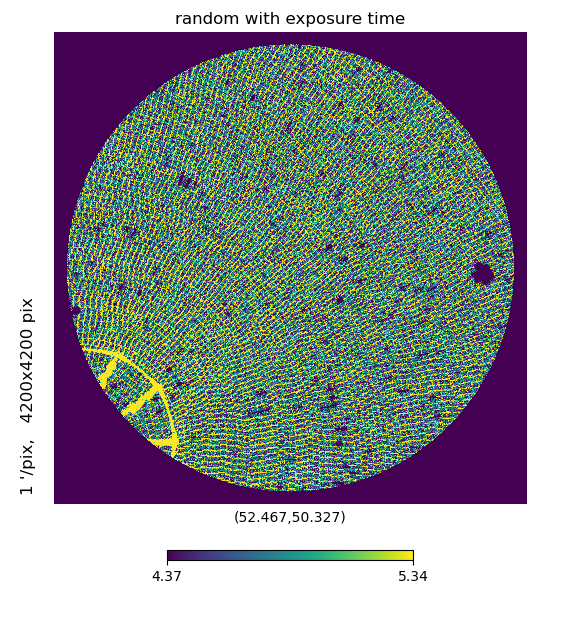 random with exposure time
1 '/pix,   4200x4200 pix
(52.467,50.327)
4.37
5.34